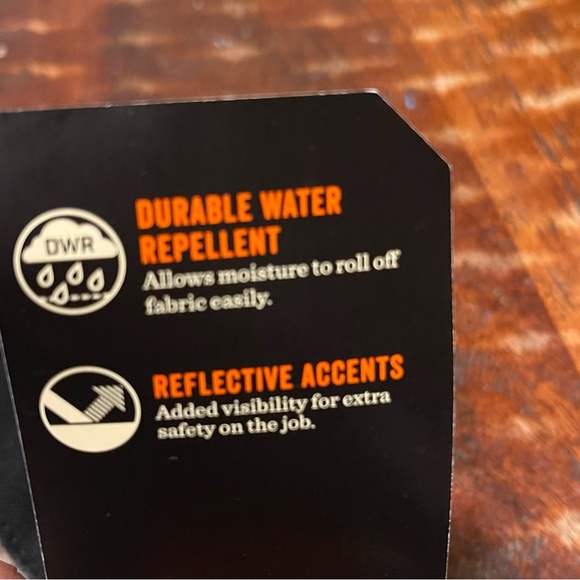 DWR
DURABLE WATER
REPELLENT
Allows moisture to roll off
fabric easily.
REFLECTIVE ACCENTS
Added visibility for extra
safety on the job.